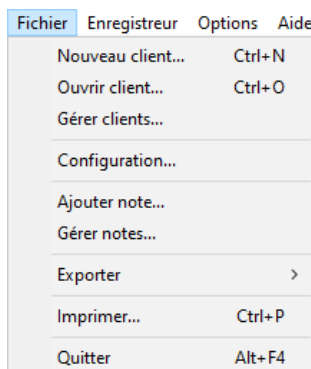 Fichier Enregistreur Options Aide
Nouveau client... Ctrl+N
Ouvrir client... Ctrl+O
Gérer clients...
Configuration...
Ajouter note...
Gérer notes...
Exporter >
Imprimer... Ctrl+P
Quitter Alt+F4